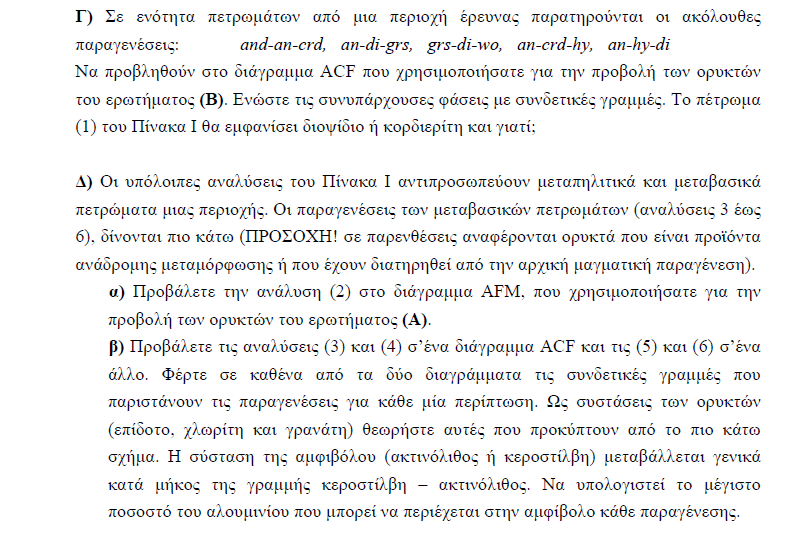 Γ) Σε ενότητα πετρωμάτων από μια περιοχή έρευνας παρατηρούνται οι ακόλουθες
παραγενέσεις: and-an-crd, an-di-grs, grs-di-wo, an-crd-hy, an-hy-di
Να προβληθούν στο διάγραμμα ACF που χρησιμοποιήσατε για την προβολή των ορυκτών
του ερωτήματος (Β). Ενώστε τις συνυπάρχουσες φάσεις με συνδετικές γραμμές. Το πέτρωμα
(1) του Πίνακα Ι θα εμφανίσει διοψίδιο ή κορδιερίτη και γιατί;
Δ) Οι υπόλοιπες αναλύσεις του Πίνακα Ι αντιπροσωπεύουν μεταπηλιτικά και μεταβασικά
πετρώματα μιας περιοχής. Οι παραγενέσεις των μεταβασικών πετρωμάτων (αναλύσεις 3 έως
6), δίνονται πιο κάτω (ΠΡΟΣΟΧΗ! σε παρενθέσεις αναφέρονται ορυκτά που είναι προϊόντα
ανάδρομης μεταμόρφωσης ή που έχουν διατηρηθεί από την αρχική μαγματική παραγένεση).
α) Προβάλετε την ανάλυση (2) στο διάγραμμα AFM, που χρησιμοποιήσατε για την
προβολή των ορυκτών του ερωτήματος (Α).
β) Προβάλετε τις αναλύσεις (3) και (4) σ’ένα διάγραμμα ACF και τις (5) και (6) σ’ένα
άλλο. Φέρτε σε καθένα από τα δύο διαγράμματα τις συνδετικές γραμμές που
παριστάνουν τις παραγενέσεις για κάθε μία περίπτωση. Ως συστάσεις των ορυκτών
(επίδοτο, χλωρίτη και γρανάτη) θεωρήστε αυτές που προκύπτουν από το πιο κάτω
σχήμα. Η σύσταση της αμφιβόλου (ακτινόλιθος ή κεροστίλβη) μεταβάλλεται γενικά
κατά μήκος της γραμμής κεροστίλβη – ακτινόλιθος. Να υπολογιστεί το μέγιστο
ποσοστό του αλουμινίου που μπορεί να περιέχεται στην αμφίβολο κάθε παραγένεσης.